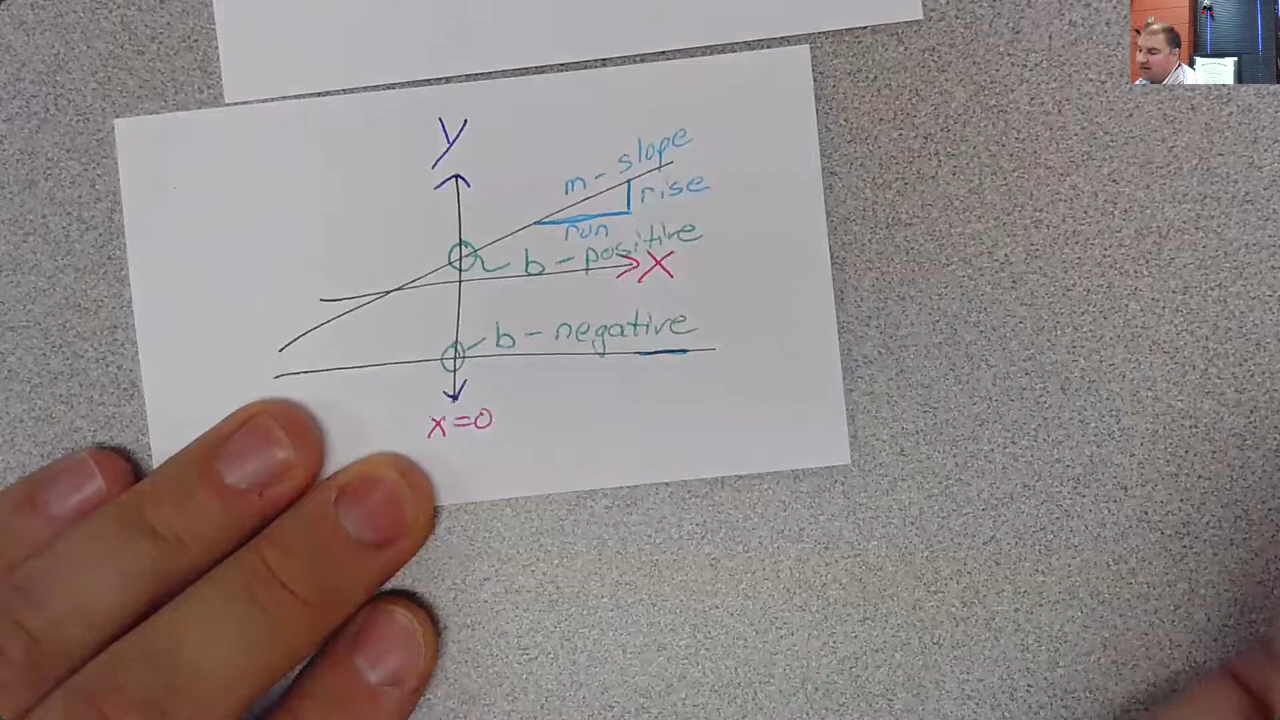 y
m - slope
rise
run
b - positive
x
b - negative
x=0